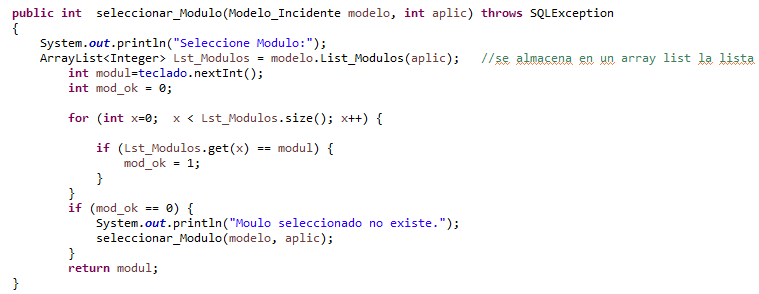 public int  seleccionar_Modulo(Modelo_Incidente modelo, int aplic) throws SQLException
{
    System.out.println("Seleccione Modulo:");
    ArrayList<Integer> Lst_Modulos = modelo.List_Modulos(aplic);   //se almacena en un array list la lista
        int modul=teclado.nextInt();
        int mod_ok = 0;

        for (int x=0;  x < Lst_Modulos.size(); x++) {

            if (Lst_Modulos.get(x) == modul) {
                mod_ok = 1;
            }
        }
        if (mod_ok == 0) {
            System.out.println("Moulo seleccionado no existe.");
            seleccionar_Modulo(modelo, aplic);
        }
        return modul;
}